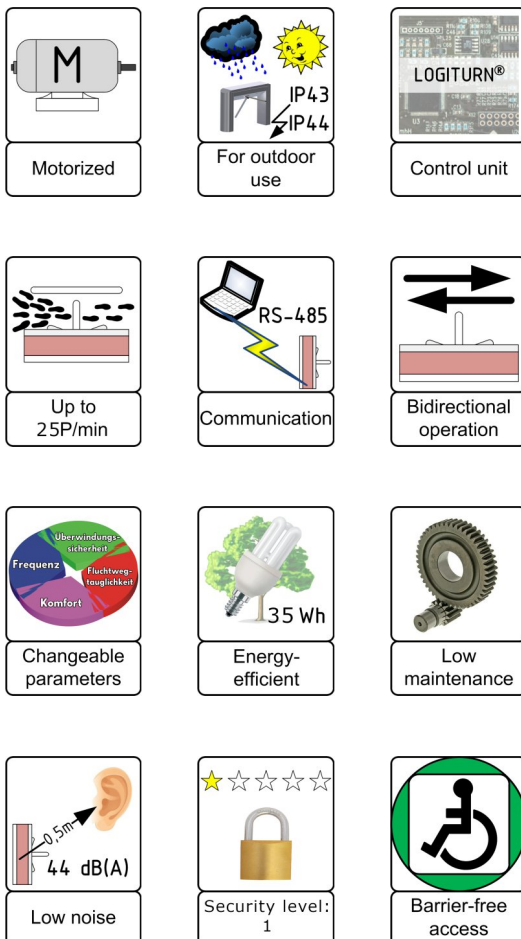 M
IP43
IP44
LOGITURN®
Motorized
For outdoor
use
Control unit
RS-485
Up to
25P/min
Communication
Bidirectional
operation
Überwindungs-
sicherheit
Frequenz
Fluchtweg-
tauglichkeit
Komfort
35 Wh
Changeable
parameters
Energy-
efficient
Low
maintenance
0,5m
44 dB(A)
Low noise
Security level:
1
Barrier-free
access